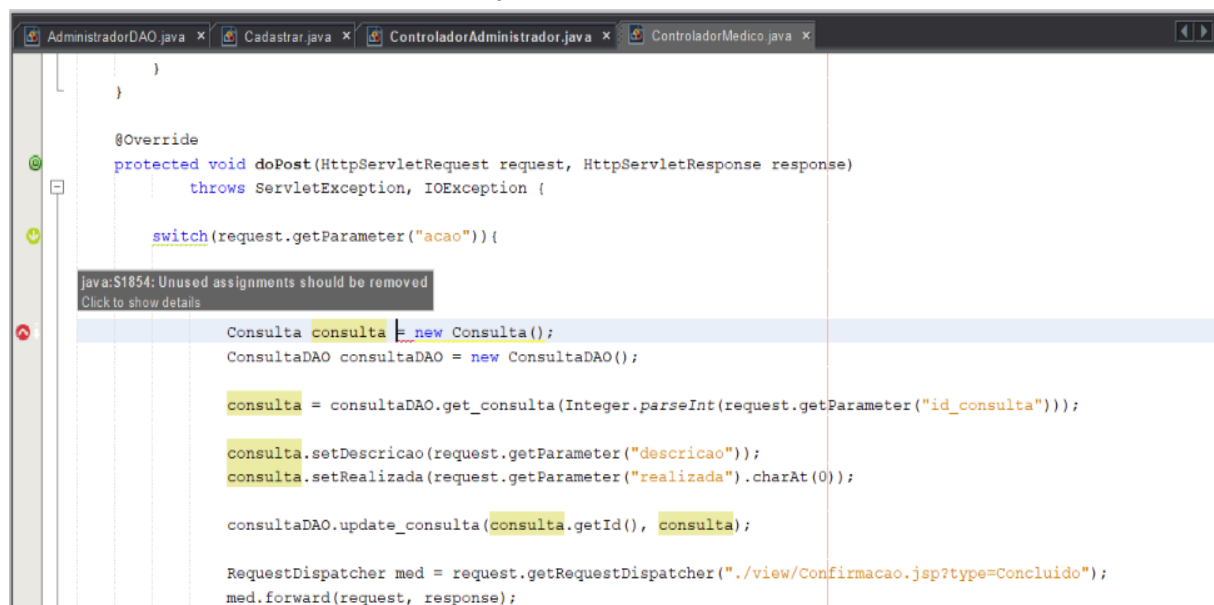 AdministradorDAO.java × Cadastrar.java × ControladorAdministrador.java × ControladorMedico.java ×
}
}
@Override
protected void doPost(HttpServletRequest request, HttpServletResponse response)
throws ServletException, IOException {
switch(request.getParameter("acao")){
java:S1854: Unused assignments should be removed
Click to show details
Consulta consulta = new Consulta();
ConsultaDAO consultaDAO = new ConsultaDAO();
consulta = consultaDAO.get_consulta(Integer.parseInt(request.getParameter("id_consulta")));
consulta.setDescricao(request.getParameter("descricao"));
consulta.setRealizada(request.getParameter("realizada").charAt(0));
consultaDAO.update_consulta(consulta.getId(), consulta);
RequestDispatcher med = request.getRequestDispatcher("./view/Confirmacao.jsp?type=Concluido");
med.forward(request, response);